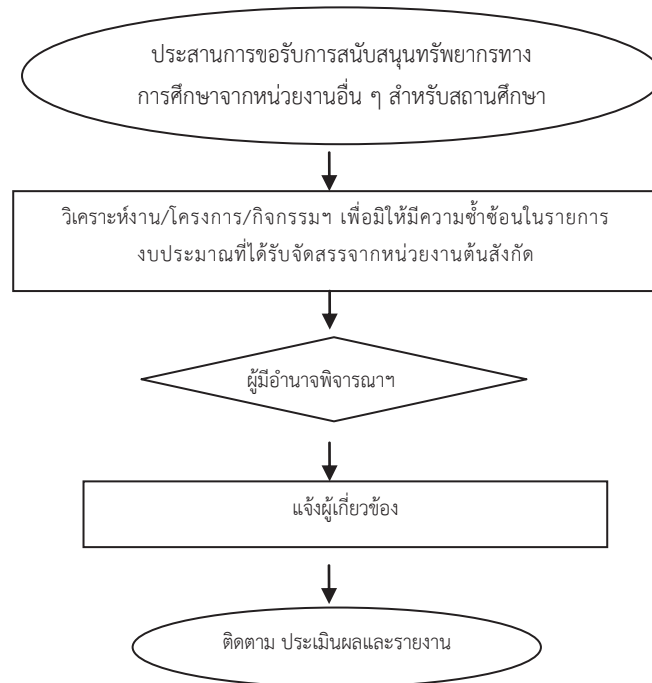 ประสานการขอรับการสนับสนุนทรัพยากรทาง
การศึกษาจากหน่วยงานอื่น ๆ สำหรับสถานศึกษา
วิเคราะห์งาน/โครงการ/กิจกรรมฯ เพื่อมิให้มีความซ้ำซ้อนในรายการ
งบประมาณที่ได้รับจัดสรรจากหน่วยงานต้นสังกัด
ผู้มีอำนาจพิจารณาฯ
แจ้งผู้เกี่ยวข้อง
ติดตาม ประเมินผลและรายงาน